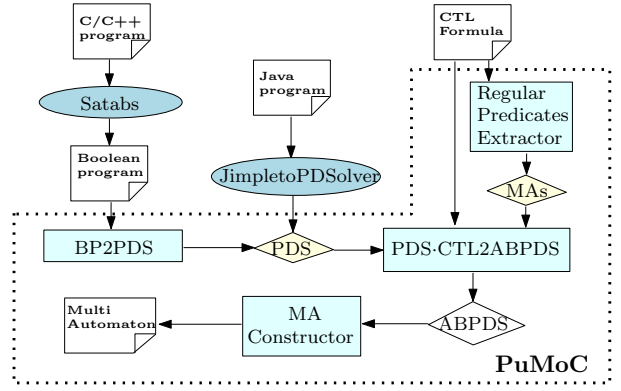 C/C++
program
CTL
Formula
Java
program
Regular
Predicates
Extractor
Satabs
Boolean
program
JimpletoPDSolver
MAs
BP2PDS
PDS
PDS·CTL2ABPDS
Multi
Automaton
MA
Constructor
ABPDS
PuMoC